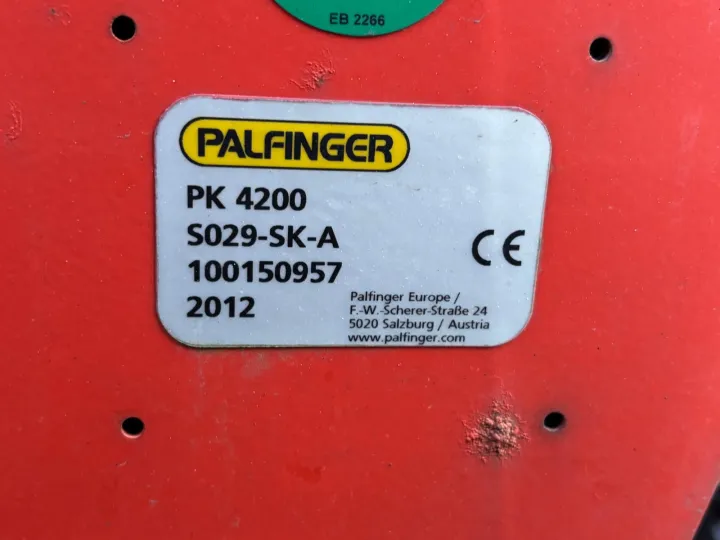 EB 2266
PALFINGER
PK 4200
S029-SK-A
100150957
2012
CE
Palfinger Europe /
F.-W.-Scherer-Straße 24
5020 Salzburg / Austria
www.palfinger.com